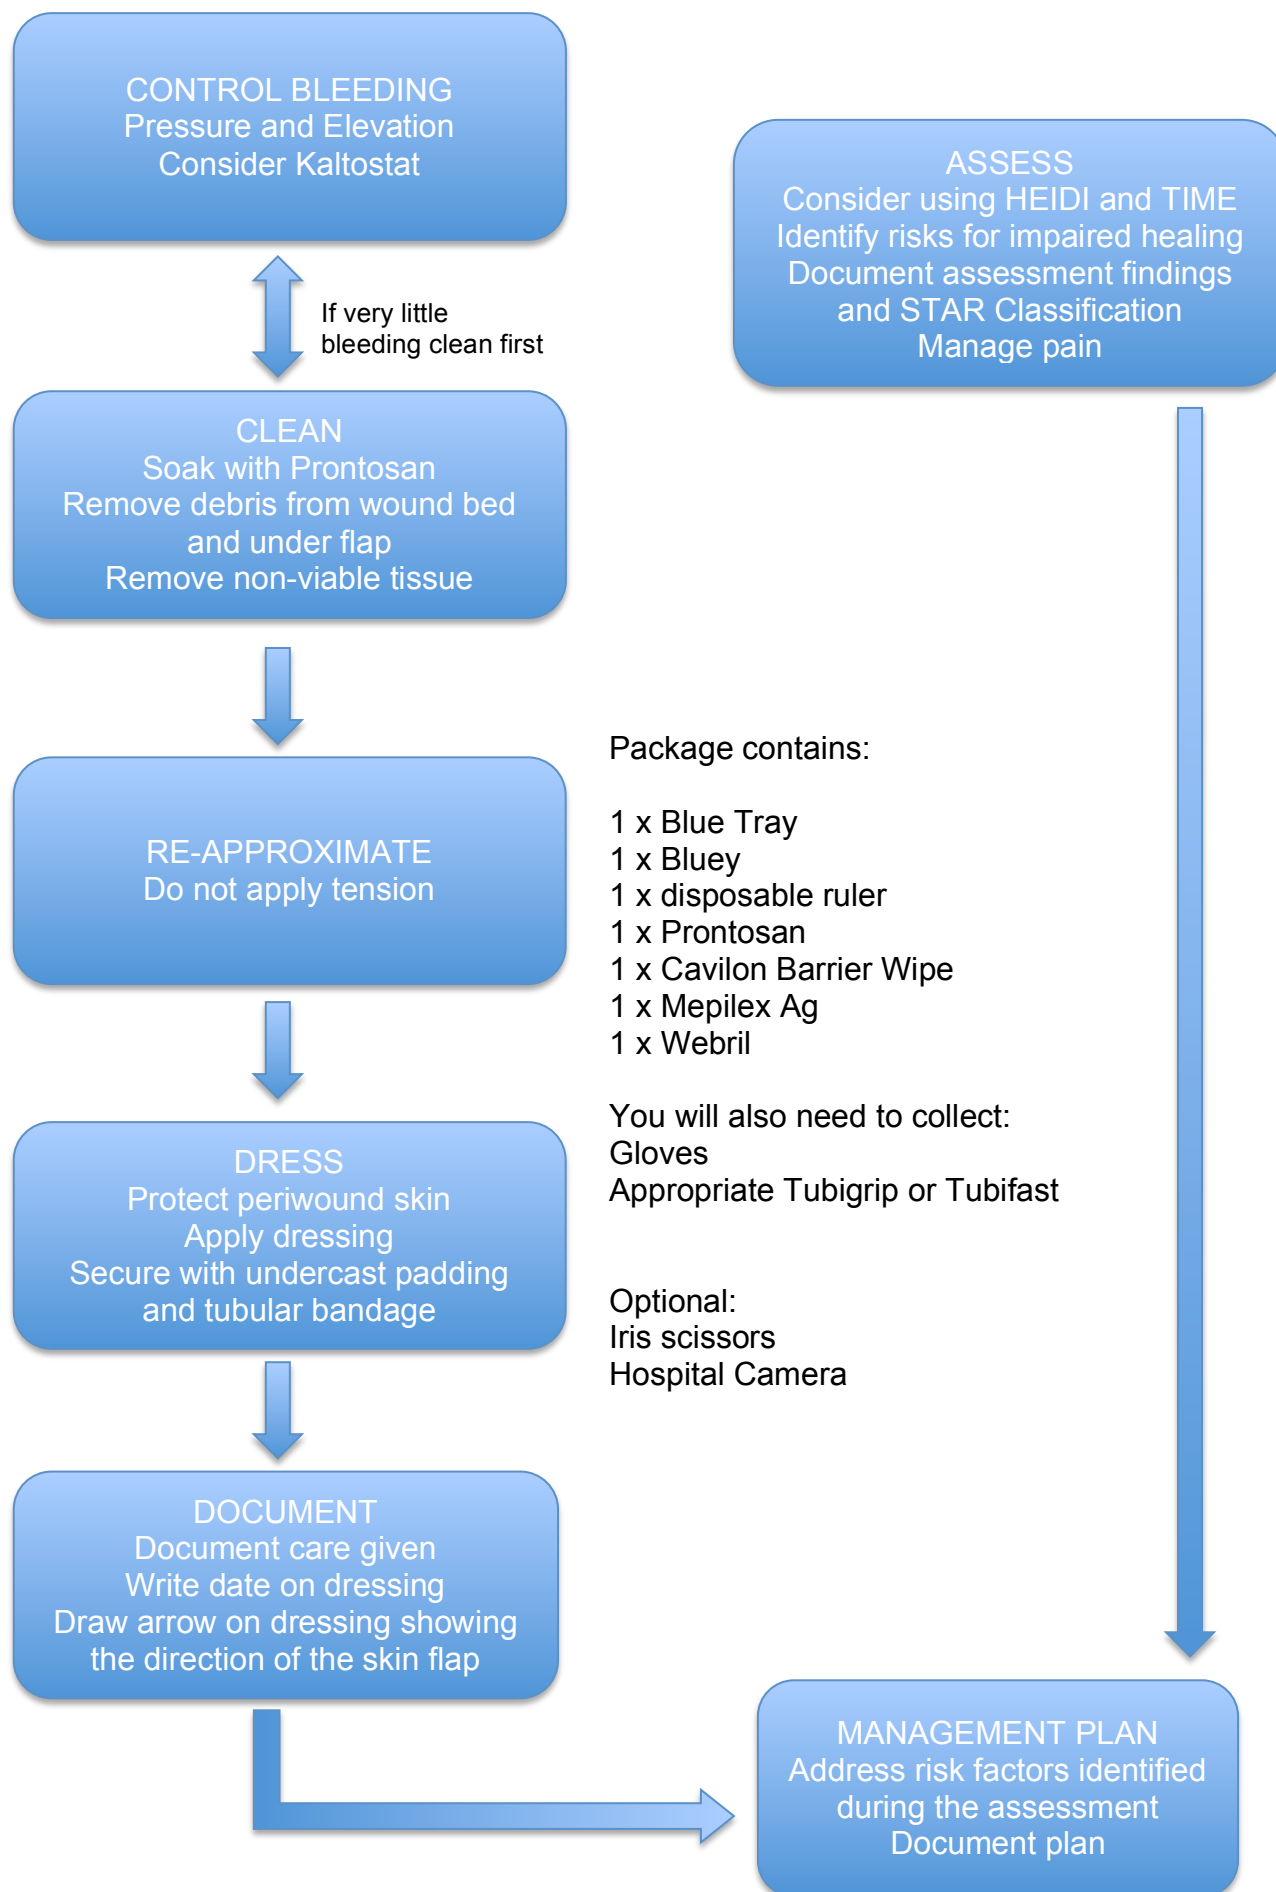 CONTROL BLEEDING
Pressure and Elevation
Consider Kaltostat
If very little
bleeding clean first
CLEAN
Soak with Prontosan
Remove debris from wound bed
and under flap
Remove non-viable tissue
RE-APPROXIMATE
Do not apply tension
DRESS
Protect periwound skin
Apply dressing
Secure with undercast padding
and tubular bandage
DOCUMENT
Document care given
Write date on dressing
Draw arrow on dressing showing
the direction of the skin flap
Package contains:
1 x Blue Tray
1 x Bluey
1 x disposable ruler
1 x Prontosan
1 x Cavilon Barrier Wipe
1 x Mepilex Ag
1 x Webril
You will also need to collect:
Gloves
Appropriate Tubigrip or Tubifast
Optional:
Iris scissors
Hospital Camera
ASSESS
Consider using HEIDI and TIME
Identify risks for impaired healing
Document assessment findings
and STAR Classification
Manage pain
MANAGEMENT PLAN
Address risk factors identified
during the assessment
Document plan